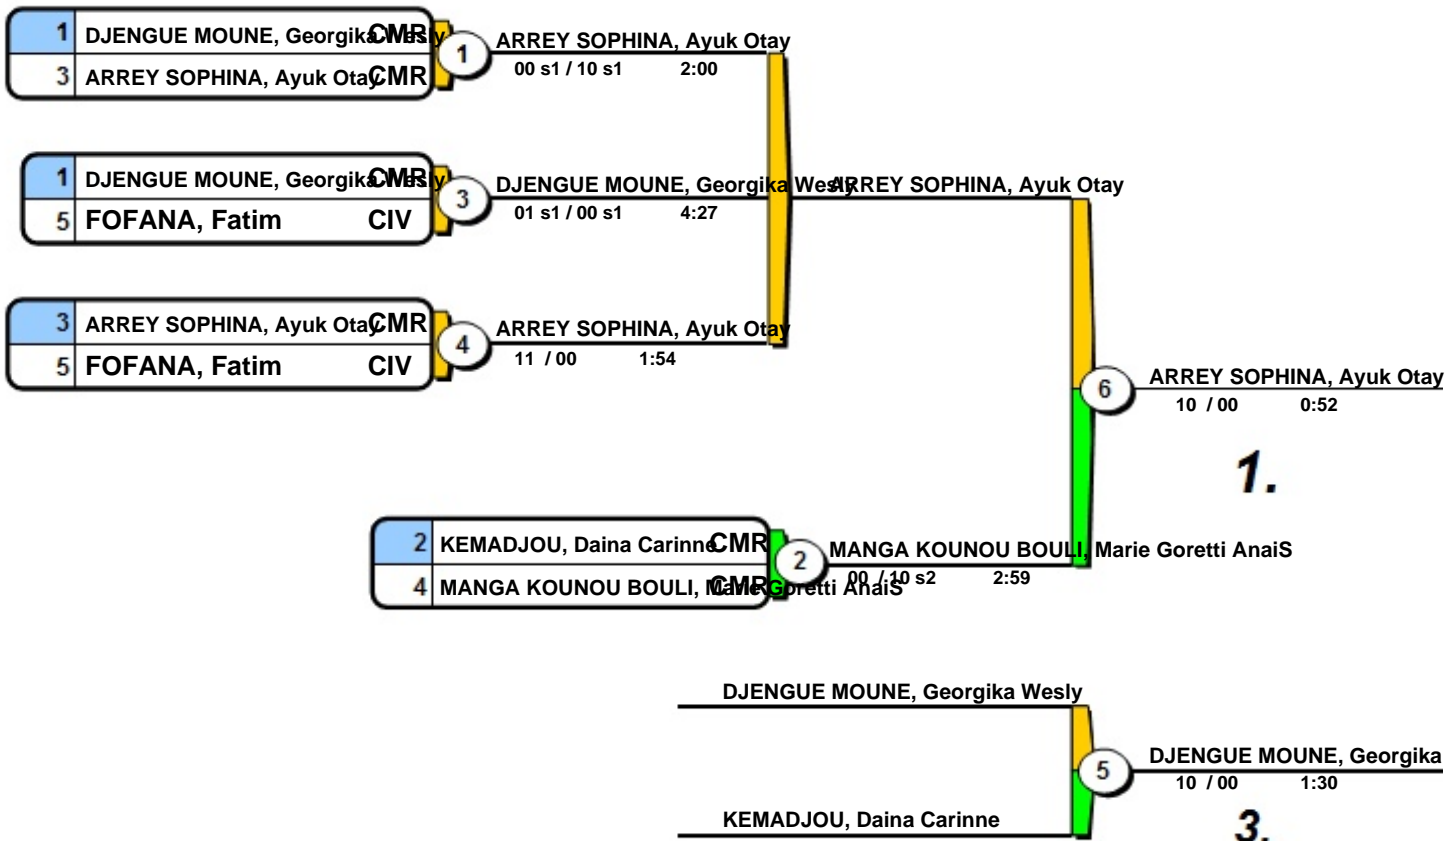 1 DJENGUE MOUNE, Georgika Wesly CMR
3 ARREY SOPHINA, Ayuk Otay CMR
1
ARREY SOPHINA, Ayuk Otay
00 s1 / 10 s1 2:00
1 DJENGUE MOUNE, Georgika Wesly CMR
5 FOFANA, Fatim CIV
3
DJENGUE MOUNE, Georgika Wesly
01 s1 / 00 s1 4:27
ARREY SOPHINA, Ayuk Otay
3 ARREY SOPHINA, Ayuk Otay CMR
5 FOFANA, Fatim CIV
4
ARREY SOPHINA, Ayuk Otay
11 / 00 1:54
6
ARREY SOPHINA, Ayuk Otay
10 / 00 0:52
1.
2 KEMADJOU, Daina Carinne CMR
4 MANGA KOUNOU BOULI, Marie Goretti AnaiS CMR
2
MANGA KOUNOU BOULI, Marie Goretti AnaiS
00 / 10 s2 2:59
DJENGUE MOUNE, Georgika Wesly
KEMADJOU, Daina Carinne
5
DJENGUE MOUNE, Georgika
10 / 00 1:30
3.